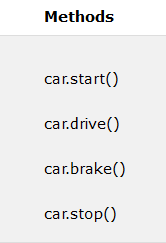 Methods
car.start()
car.drive()
car.brake()
car.stop()